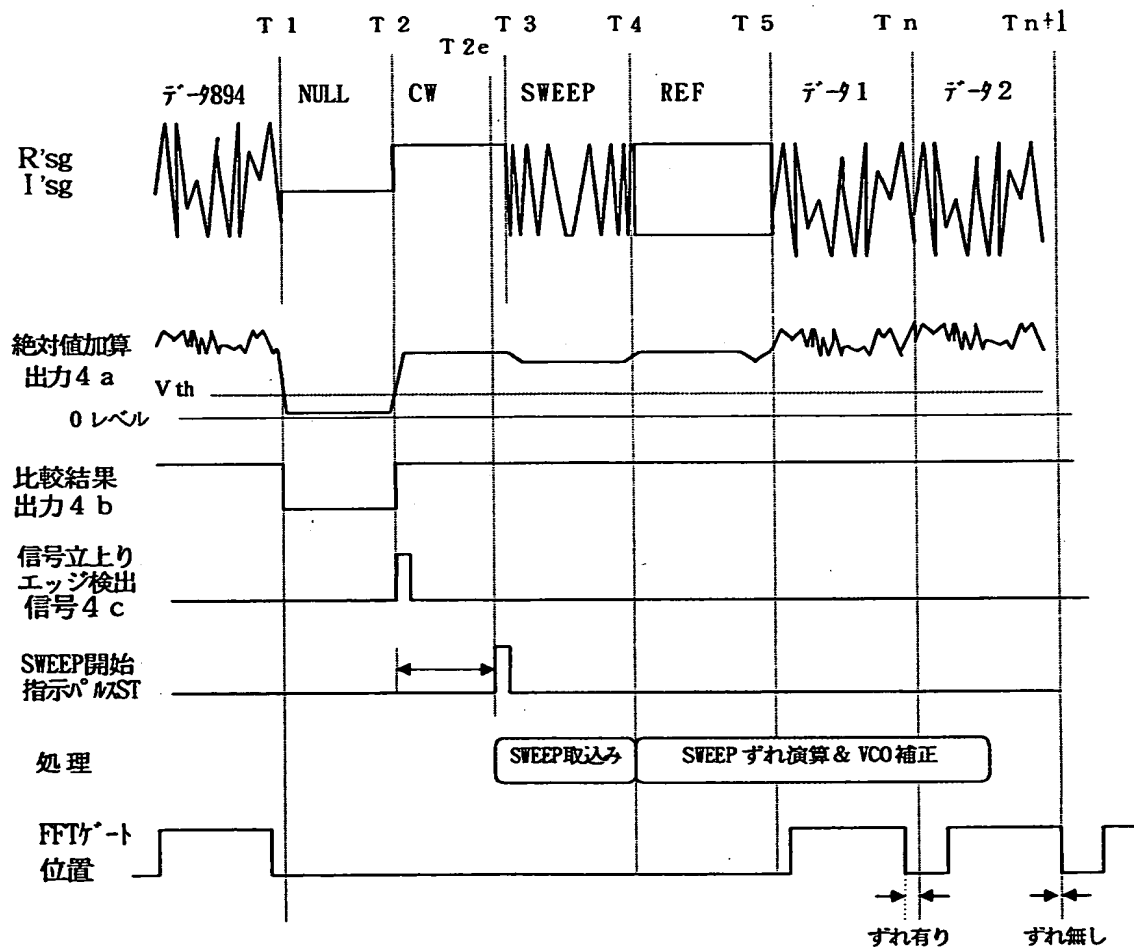 T 1 T 2 T 2e T 3 T 4 T 5 T n T n+1
データ894 NULL CW SWEEP REF データ1 データ2
R'sg
I'sg
絶対値加算
出力4 a
V th
0 レベル
比較結果
出力4 b
信号立上り
エッジ検出
信号4 c
SWEEP開始
指示パルスST
処理
SWEEP取込み
SWEEP ずれ演算 & VCO 補正
FFTゲート
位置
ずれ有り
ずれ無し